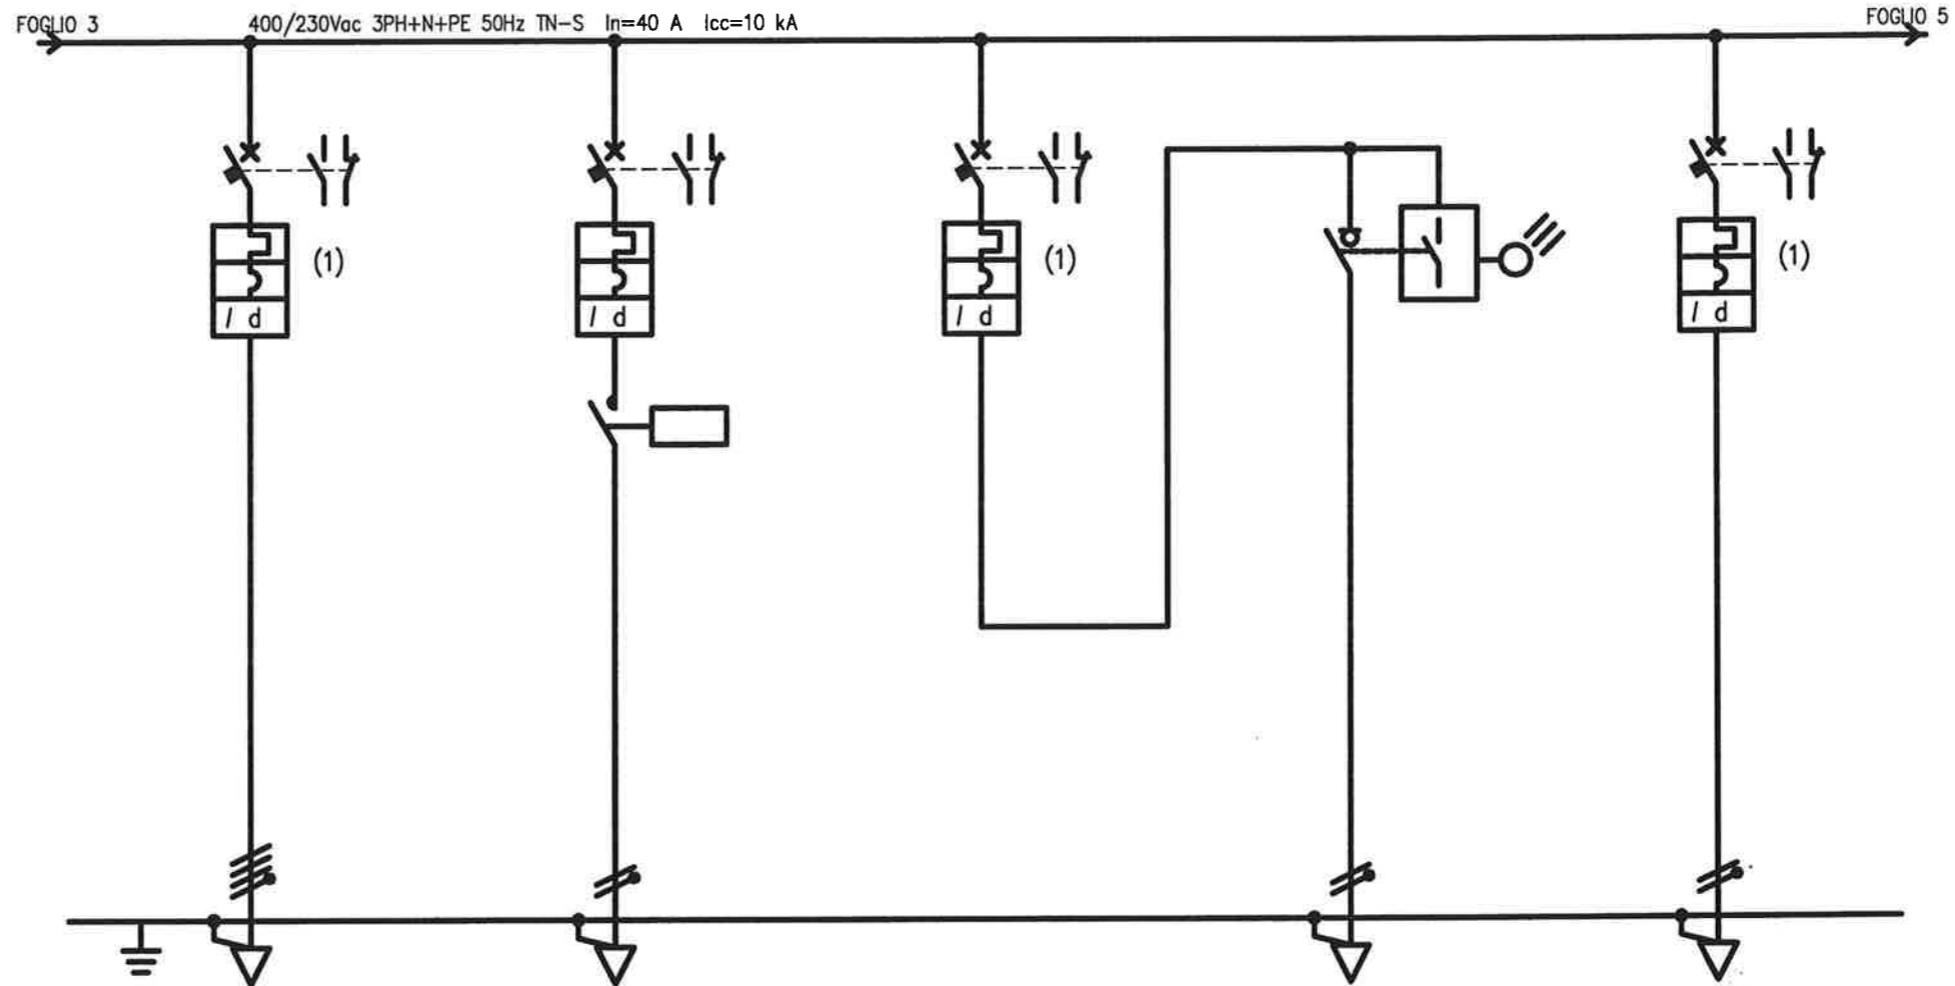 FOGLIO 3
400/230Vac 3PH+N+PE 50Hz TN-S In=40 A Icc=10 kA
FOGLIO 5
(1)
(1)
(1)
I d
I d
I d
I d